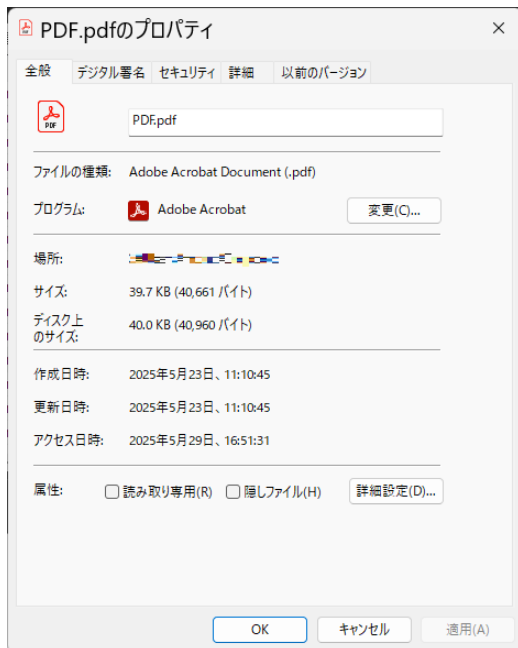 PDF.pdfのプロパティ
全般 デジタル署名 セキュリティ 詳細 以前のバージョン
PDF
PDF.pdf
ファイルの種類: Adobe Acrobat Document (.pdf)
プログラム: Adobe Acrobat 変更(C)...
場所:
サイズ: 39.7 KB (40,661 バイト)
ディスク上
のサイズ: 40.0 KB (40,960 バイト)
作成日時: 2025年5月23日、11:10:45
更新日時: 2025年5月23日、11:10:45
アクセス日時: 2025年5月29日、16:51:31
属性: 読み取り専用(R) 隠しファイル(H) 詳細設定(D)...
OK キャンセル 適用(A)